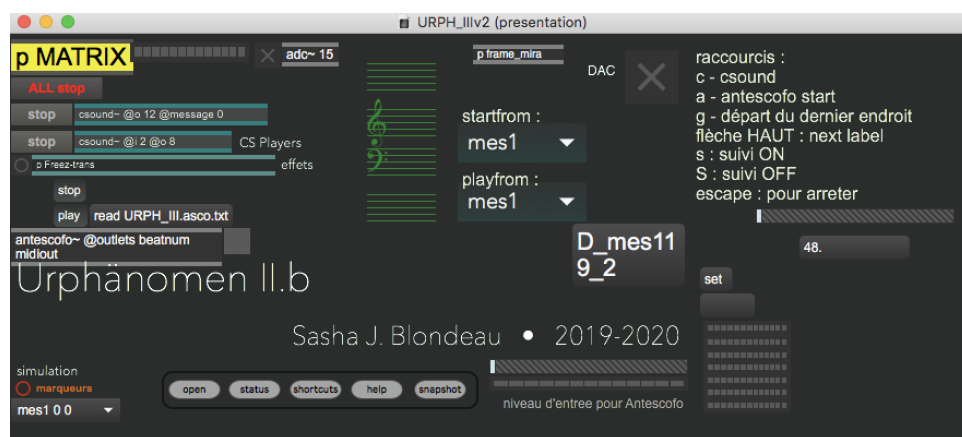 URPH_IIIv2 (presentation)
p MATRIX
adc~ 15
p frame_mira
DAC
ALL stop
stop
csound~ @o 12 @message 0
stop
csound~ @i 2 @o 8
CS Players
p Freez-trans
effets
stop
play
read URPH_III.asco.txt
antescofo~ @outlets beatnum
midiout
startfrom :
mes1
playfrom :
mes1
raccourcis :
c - csound
a - antescofo start
g - départ du dernier endroit
flèche HAUT : next label
s : suivi ON
S : suivi OFF
escape : pour arreter
D_mes11
9_2
48.
set
Urphänomen II.b
Sasha J. Blondeau • 2019-2020
simulation
marqueurs
mes1 0 0
open
status
shortcuts
help
snapshot
niveau d'entree pour Antescofo